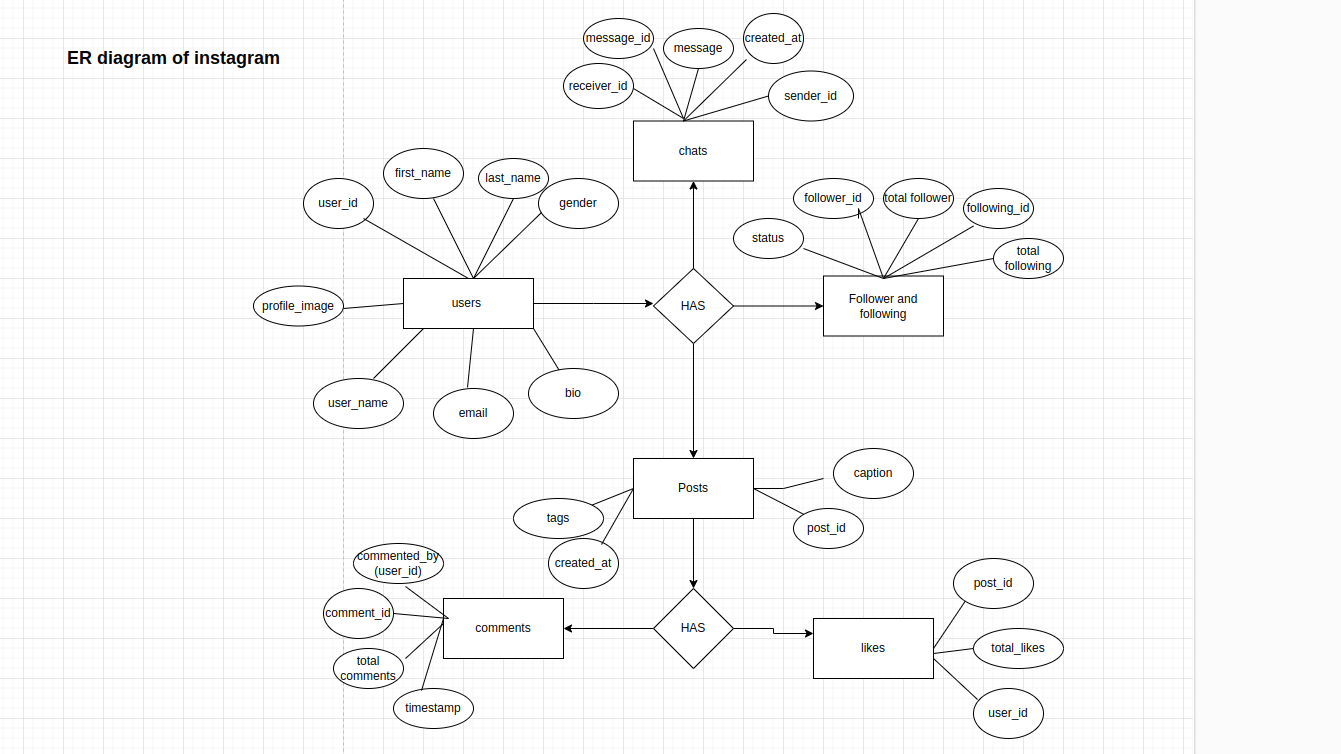 ER diagram of instagram
message_id
message
created_at
receiver_id
sender_id
chats
first_name
last_name
user_id
gender
follower_id
total follower
following_id
status
total
following
profile_image
users
HAS
Follower and
following
user_name
email
bio
caption
Posts
tags
post_id
created_at
commented_by
(user_id)
comment_id
comments
HAS
likes
post_id
total_likes
total
comments
timestamp
user_id